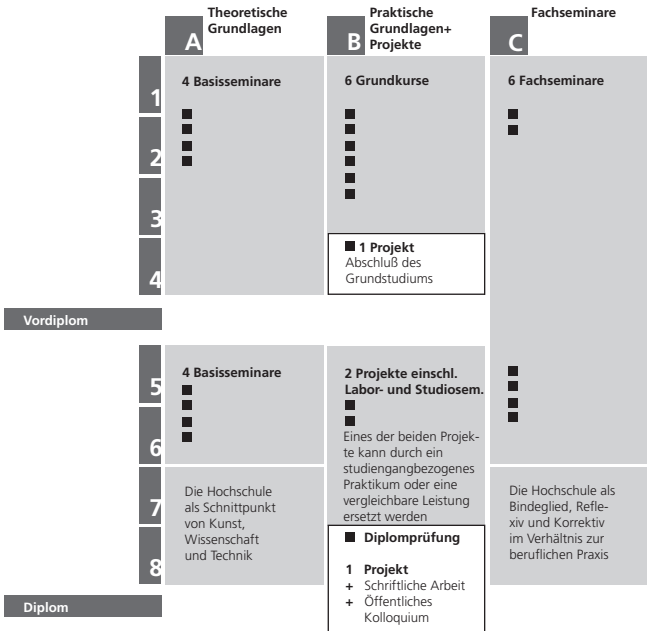 A
Theoretische
Grundlagen
B
Praktische
Grundlagen+
Projekte
C
Fachseminare
1
2
3
4
4 Basisseminare
6 Grundkurse
1 Projekt
Abschluß des
Grundstudiums
6 Fachseminare
Vordiplom
5
6
7
8
4 Basisseminare
Die Hochschule
als Schnittpunkt
von Kunst,
Wissenschaft
und Technik
2 Projekte einschl.
Labor- und Studiosem.
Eines der beiden Projek-
te kann durch ein
studiengangbezogenes
Praktikum oder eine
vergleichbare Leistung
ersetzt werden
Diplomprüfung
1 Projekt
+ Schriftliche Arbeit
+ Öffentliches
Kolloquium
Die Hochschule als
Bindeglied, Refle-
xiv und Korrektiv
im Verhältnis zur
beruflichen Praxis
Diplom